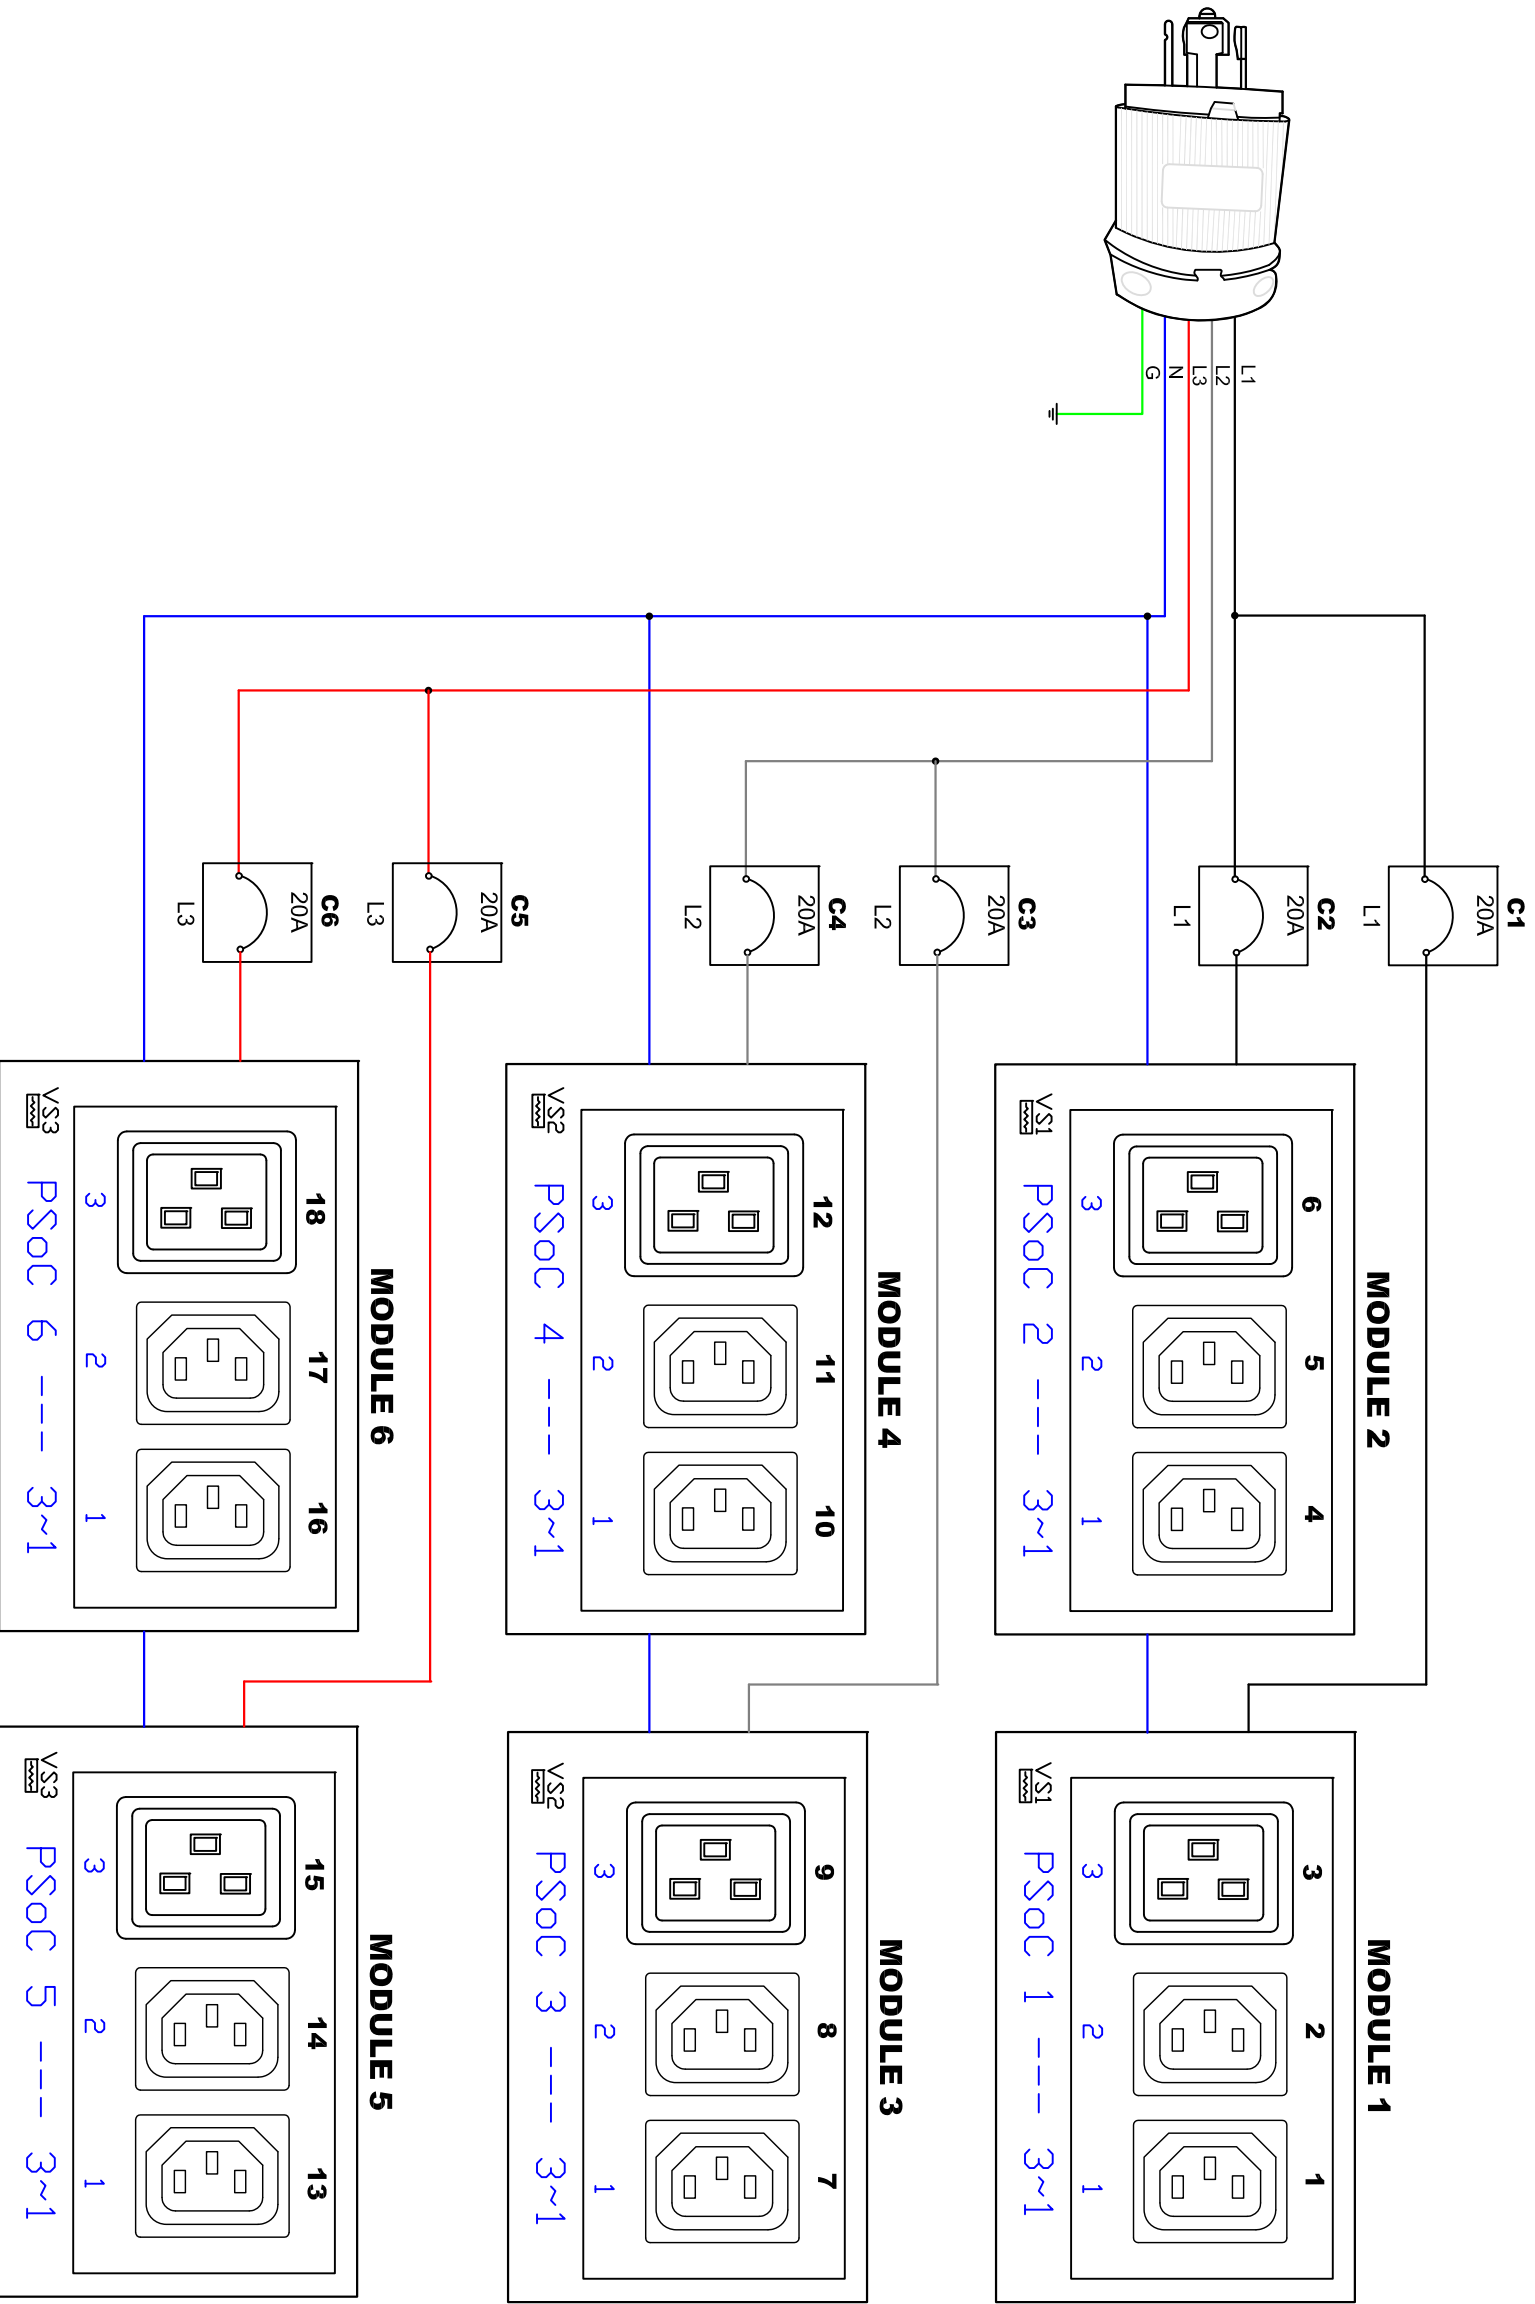 L1
L2
L3
N
G
C1
20A
L1
C2
20A
L1
C3
20A
L2
C4
20A
L2
C5
20A
L3
C6
20A
L3
MODULE 2
6 5 4
3 2 1
VS1
PSoC 2 --- 3~1
MODULE 1
3 2 1
3 2 1
VS1
PSoC 1 --- 3~1
MODULE 4
12 11 10
3 2 1
VS2
PSoC 4 --- 3~1
MODULE 3
9 8 7
3 2 1
VS2
PSoC 3 --- 3~1
MODULE 6
18 17 16
3 2 1
VS3
PSoC 6 --- 3~1
MODULE 5
15 14 13
3 2 1
VS3
PSoC 5 --- 3~1